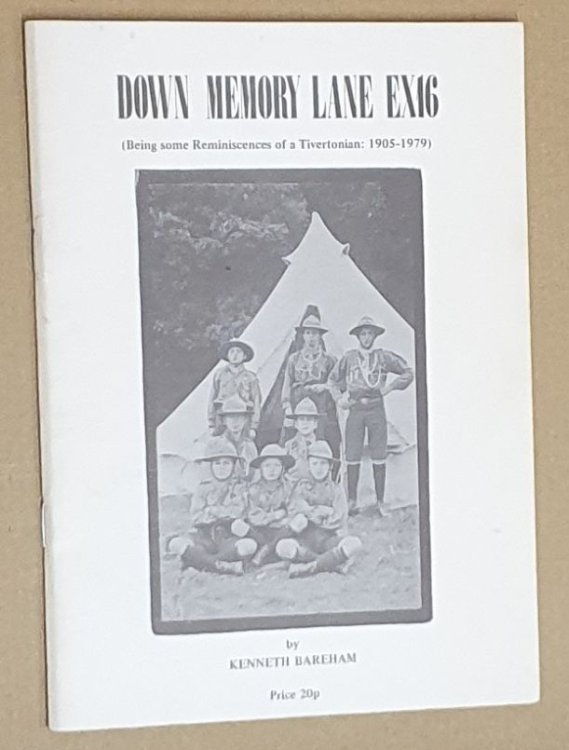 DOWN MEMORY LANE EX16
(Being some Reminiscences of a Tivertonian: 1905-1979)
by
KENNETH BAREHAM
Price 20p